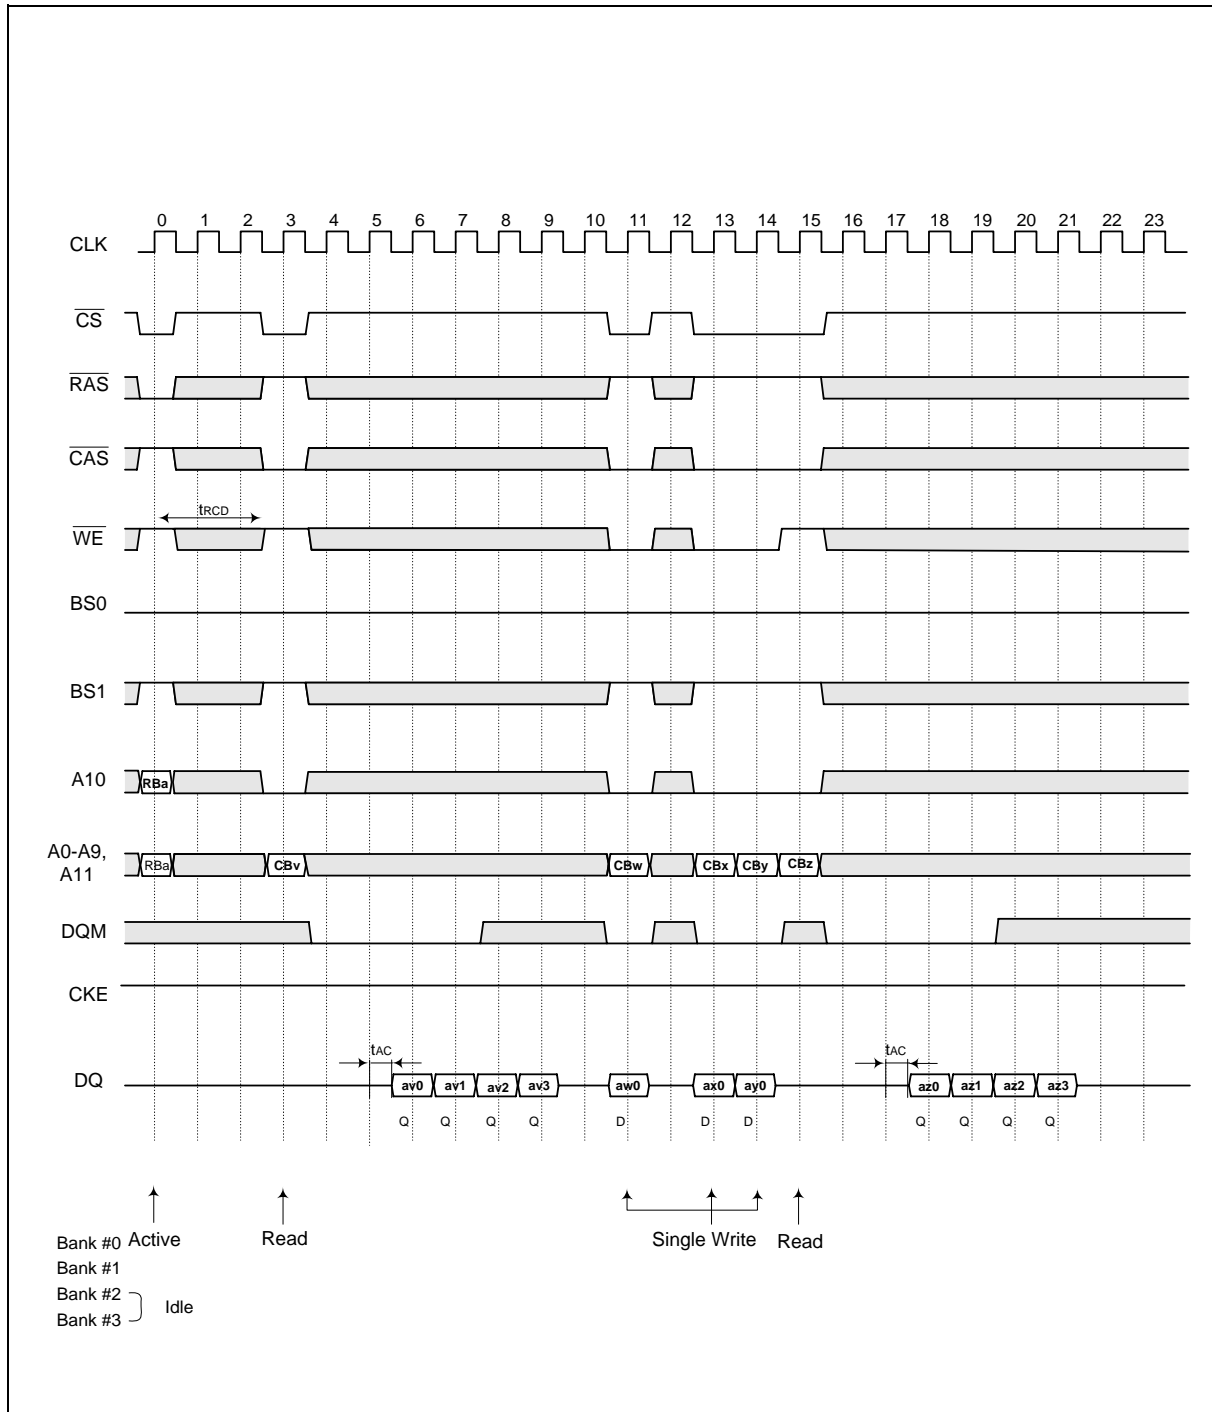 0 1 2 3 4 5 6 7 8 9 10 11 12 13 14 15 16 17 18 19 20 21 22 23
CLK
CS
RAS
CAS
tRCD
WE
BS0
BS1
A10 RBa
A0-A9,
A11
RBa CBv CBw CBx CBy CBz
DQM
CKE
tAC tAC
DQ av0 av1 av2 av3 aw0 ax0 ay0 az0 az1 az2 az3
Q Q Q Q D D D Q Q Q Q
Bank #0 Active Read Single Write Read
Bank #1
Bank #2
Idle
Bank #3